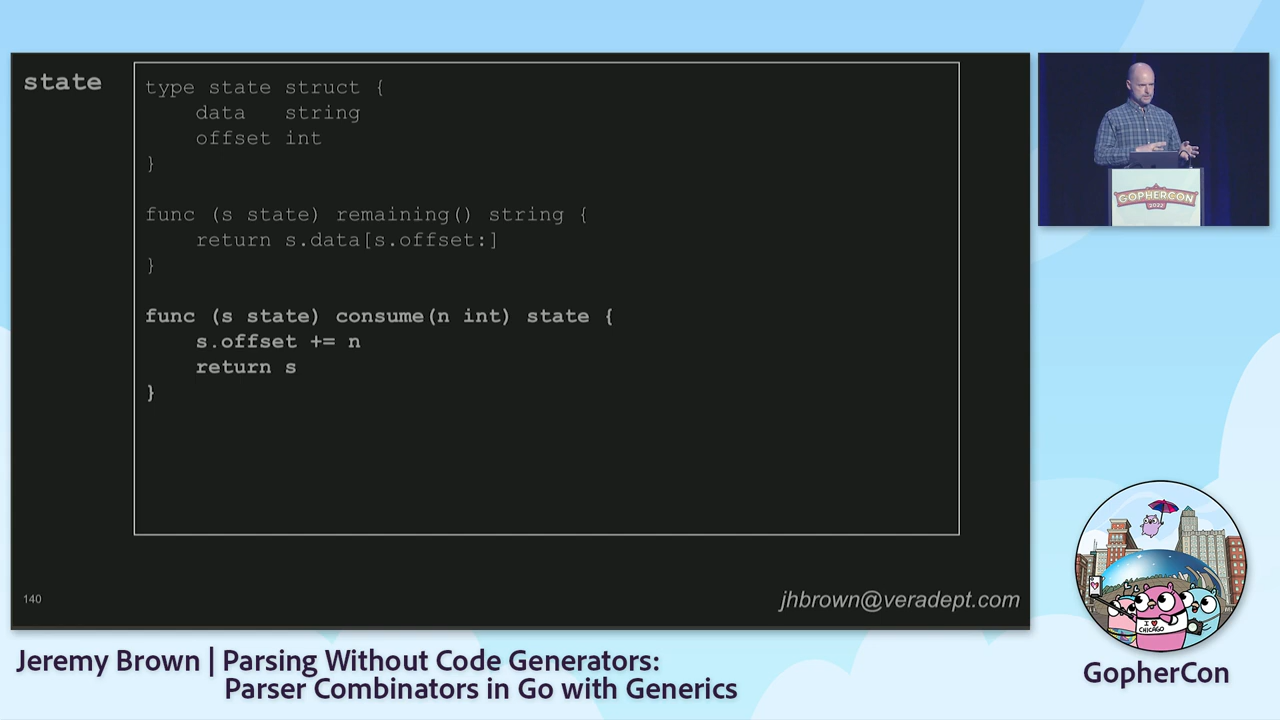 state
type state struct {
    data   string
    offset int
}
func (s state) remaining() string {
    return s.data[s.offset:]
}
func (s state) consume(n int) state {
    s.offset += n
    return s
}
140
jhbrown@veradept.com
GOPHERCON
2022
I ♥
CHICAGO
GopherCon
Jeremy Brown | Parsing Without Code Generators:
Parser Combinators in Go with Generics